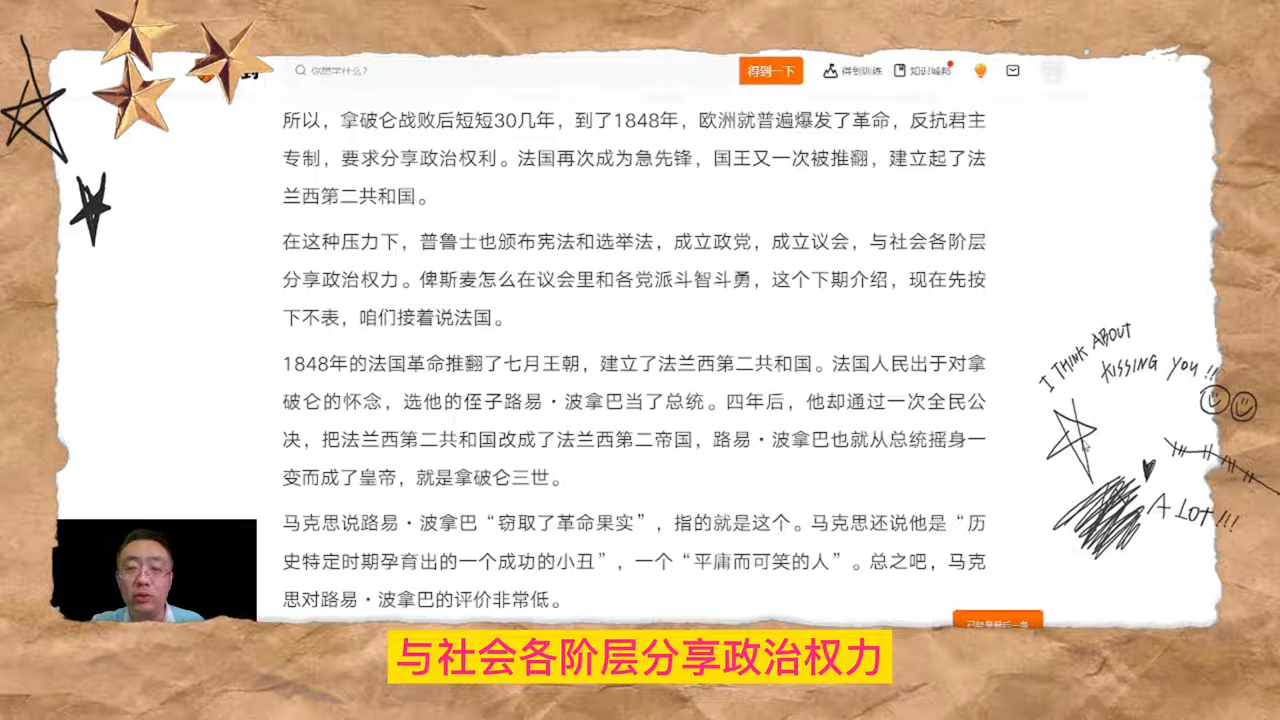 你想学什么?
得到一下
得到训练
知识城邦
所以，拿破仑战败后短短30几年，到了1848年，欧洲就普遍爆发了革命，反抗君主
专制，要求分享政治权利。法国再次成为急先锋，国王又一次被推翻，建立起了法
兰西第二共和国。
在这种压力下，普鲁士也颁布宪法和选举法，成立政党，成立议会，与社会各阶层
分享政治权力。俾斯麦怎么在议会里和各党派斗智斗勇，这个下期介绍，现在先按
下不表，咱们接着说法国。
1848年的法国革命推翻了七月王朝，建立了法兰西第二共和国。法国人民出于对拿
破仑的怀念，选他的侄子路易·波拿巴当了总统。四年后，他却通过一次全民公
决，把法兰西第二共和国改成了法兰西第二帝国，路易·波拿巴也就从总统摇身一
变而成了皇帝，就是拿破仑三世。
马克思说路易·波拿巴“窃取了革命果实”，指的就是这个。马克思还说他是“历
史特定时期孕育出的一个成功的小丑”，一个“平庸而可笑的人”。总之吧，马克
思对路易·波拿巴的评价非常低。
I THINK ABOUT
KISSING YOU !!
A LOT!!!
与社会各阶层分享政治权力